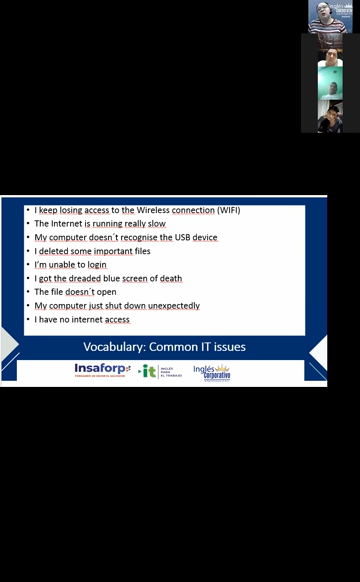 Inglés
Corporativo
• I keep losing access to the Wireless connection (WIFI)
• The Internet is running really slow
• My computer doesn´t recognise the USB device
• I deleted some important files
• I'm unable to login
• I got the dreaded blue screen of death
• The file doesn´t open
• My computer just shut down unexpectedly
• I have no internet access
Vocabulary: Common IT issues
Insaforp
it
INGLÉS
PARA
EL TRABAJO
Inglés
Corporativo